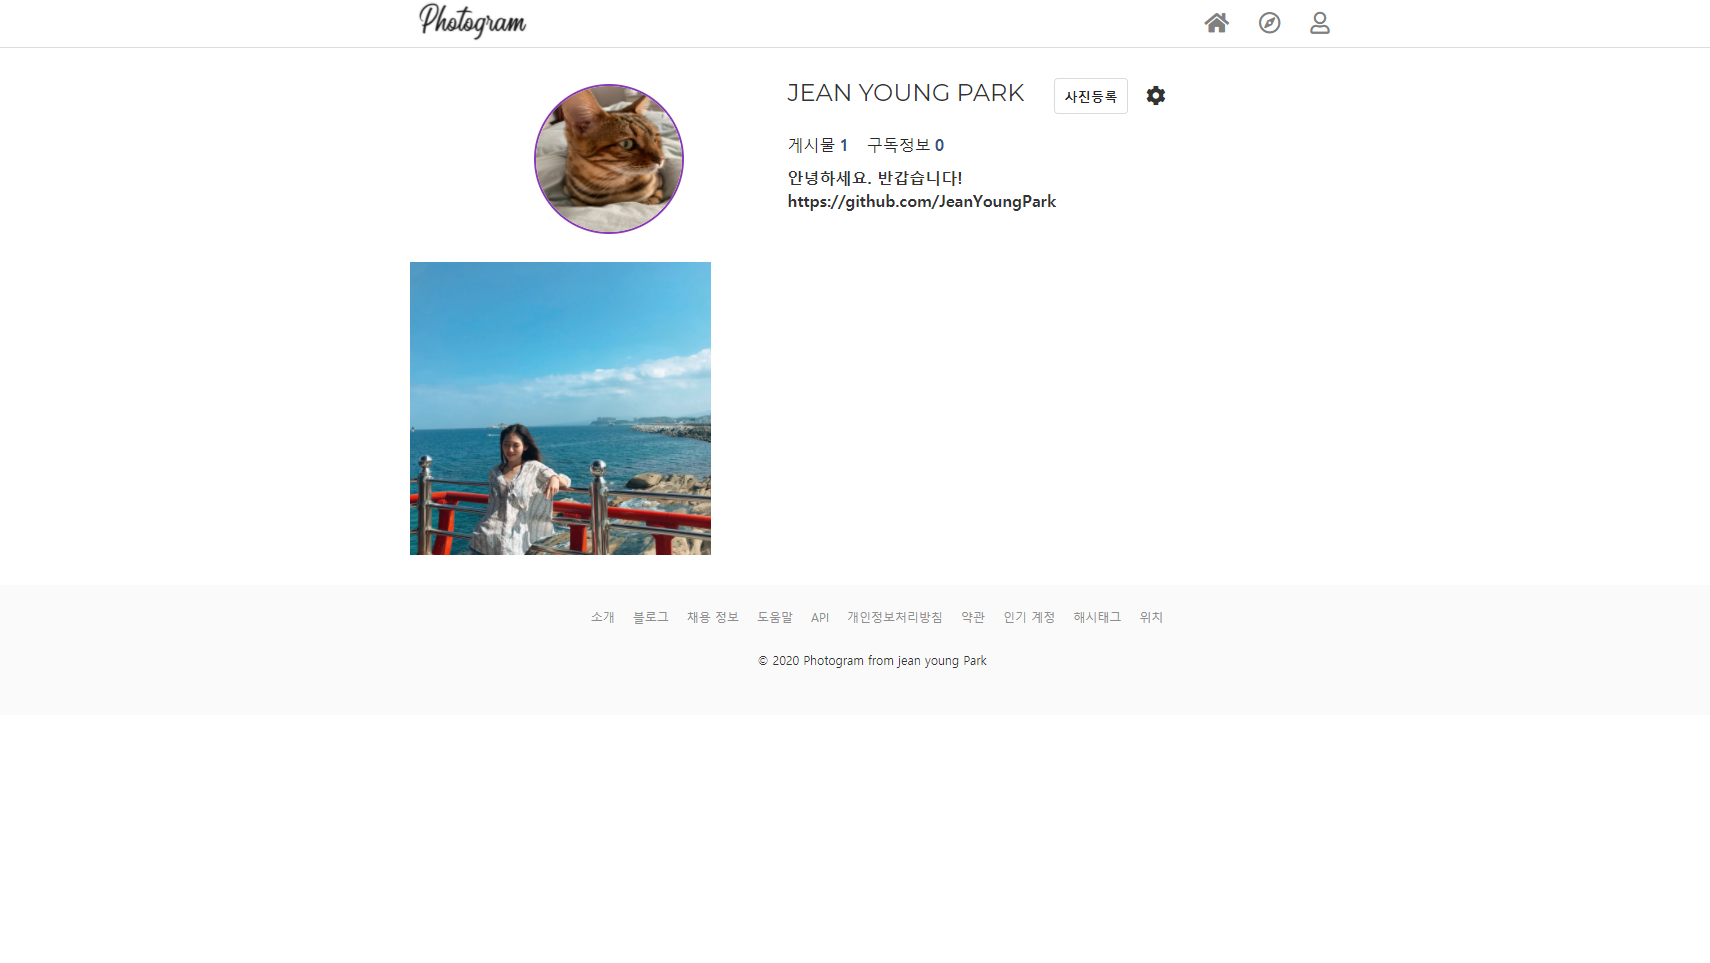 Photogram
JEAN YOUNG PARK
사진등록
게시물 1 구독정보 0
안녕하세요. 반갑습니다!
https://github.com/JeanYoungPark
소개 블로그 채용 정보 도움말 API 개인정보처리방침 약관 인기 계정 해시태그 위치
© 2020 Photogram from jean young Park